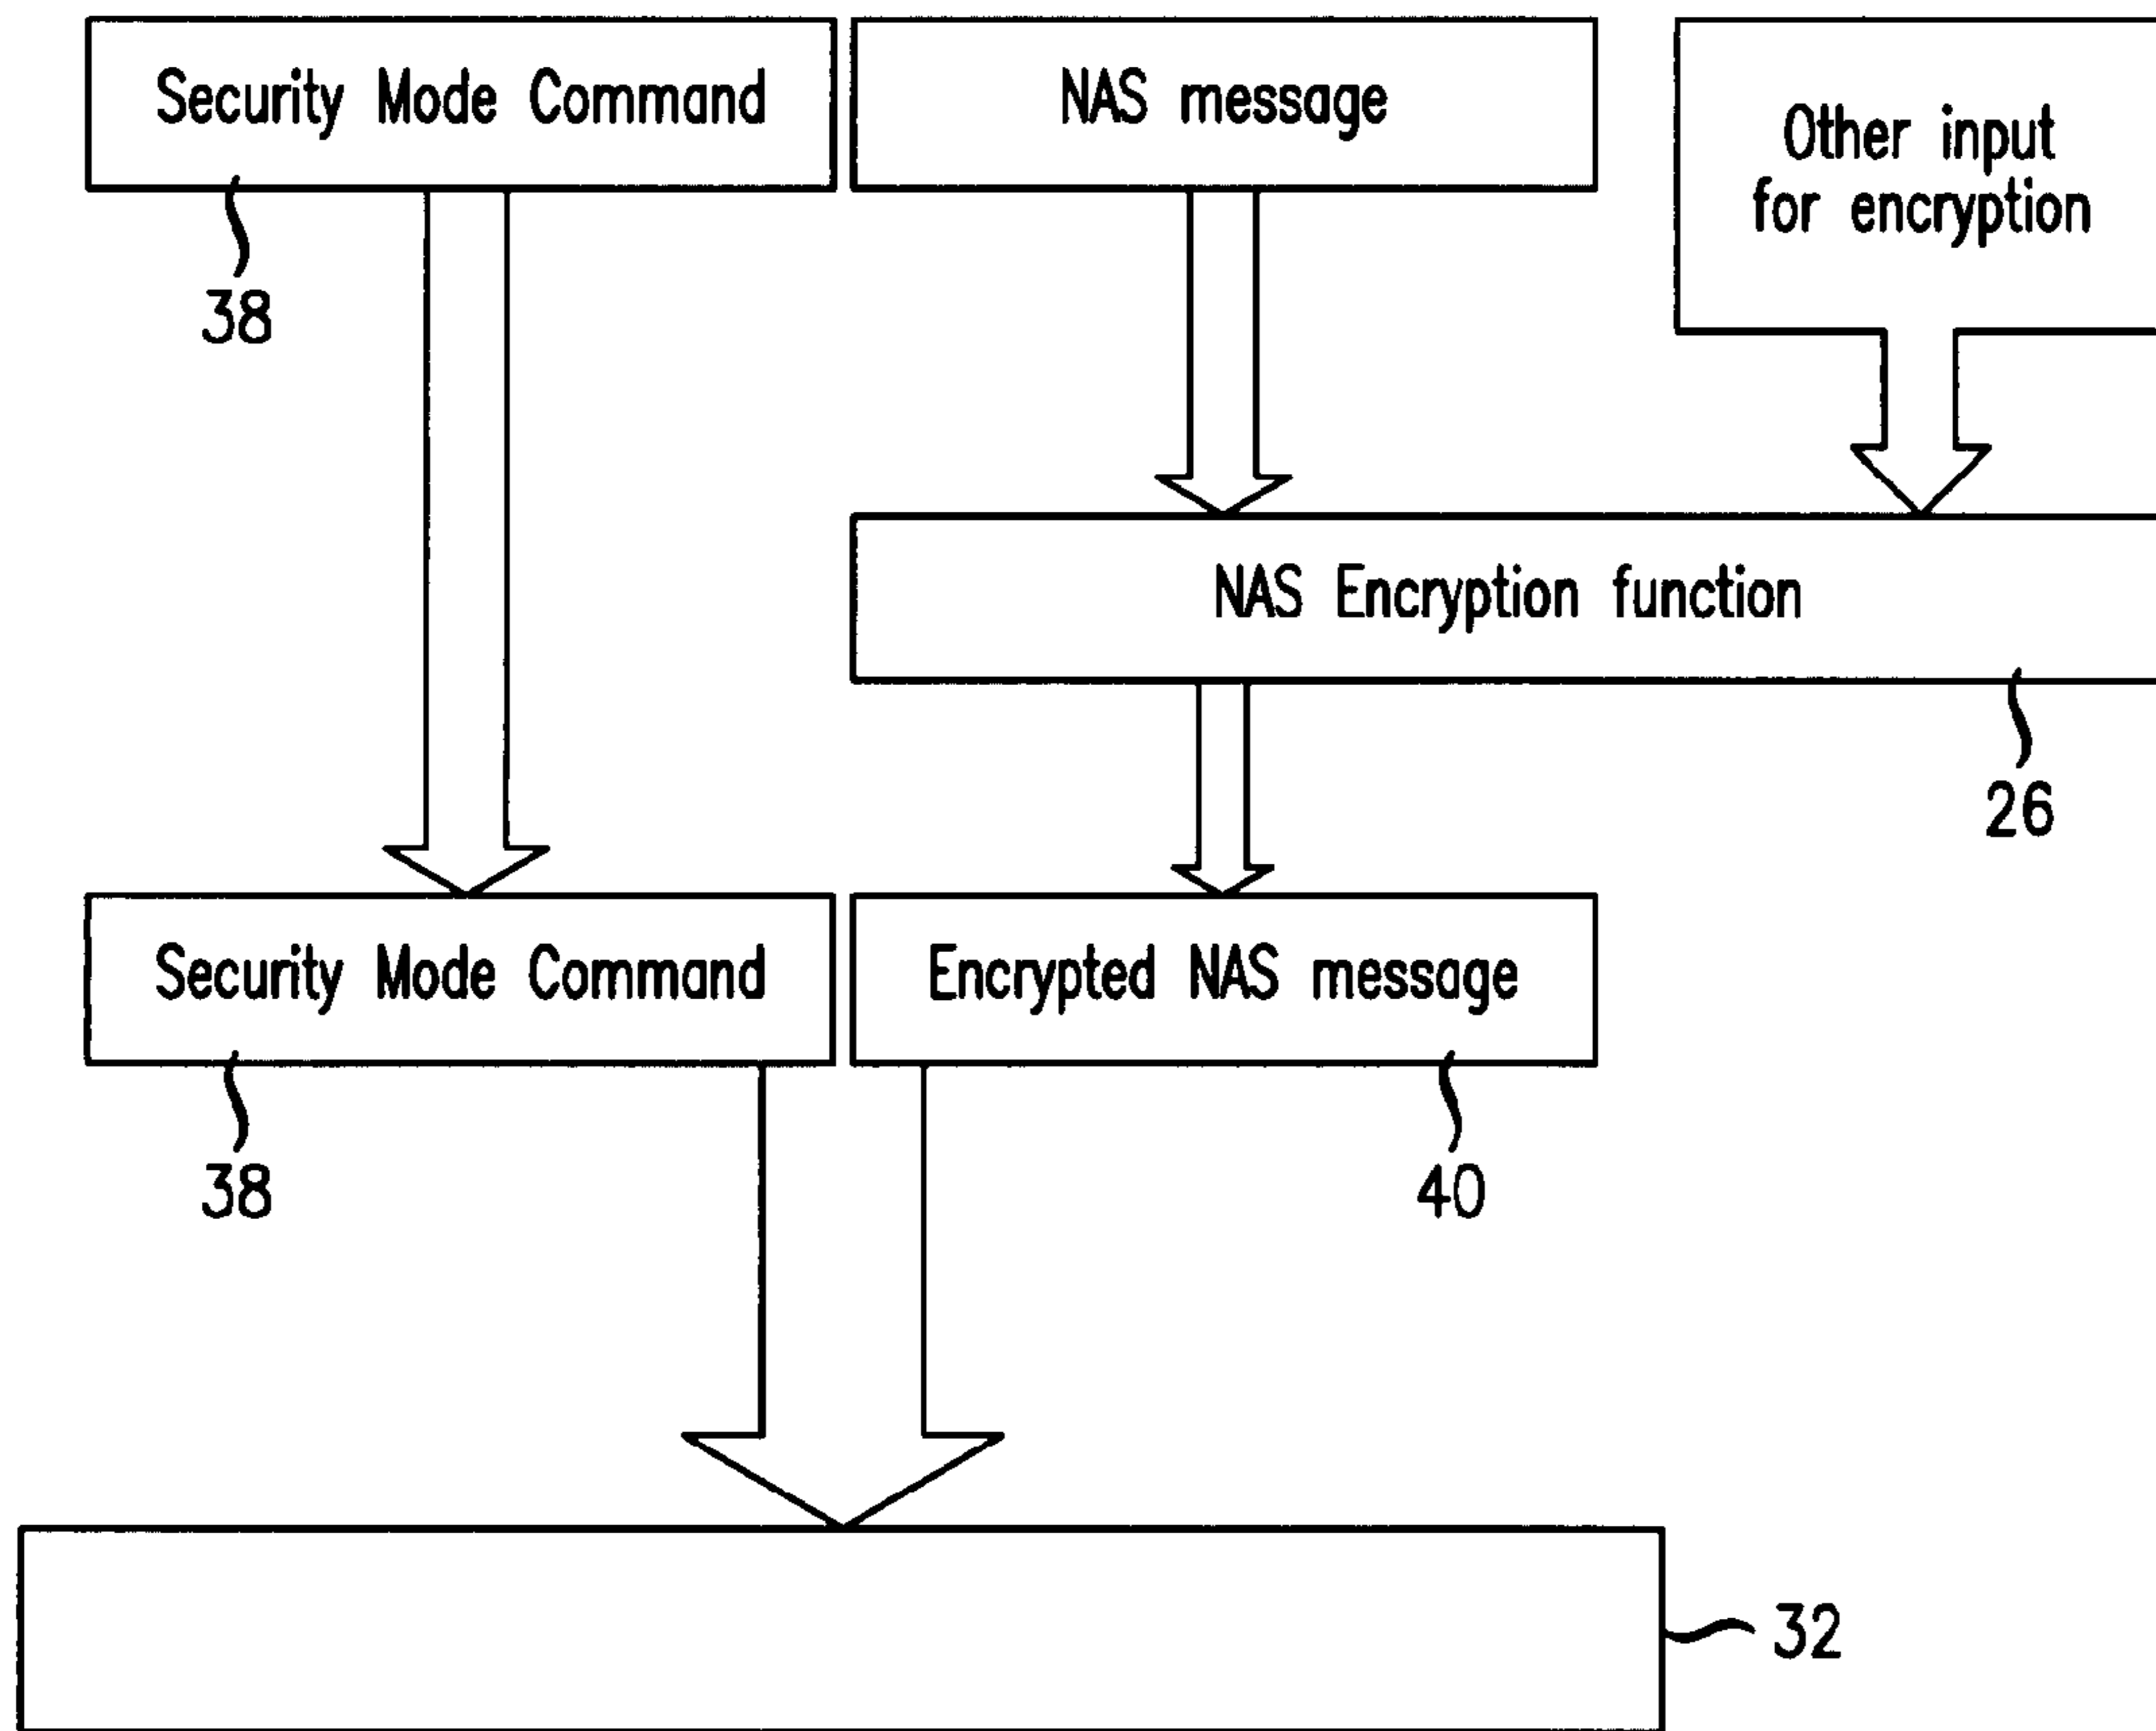 Security Mode Command
NAS message
Other input
for encryption
38
NAS Encryption function
26
Security Mode Command
Encrypted NAS message
38
40
32